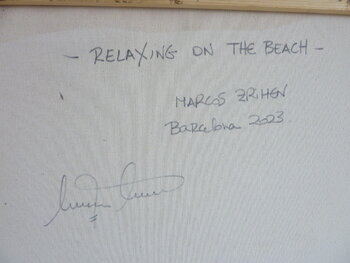 - RELAXING ON THE BEACH -
MARCOS ZRIHEN
Barcelona 2023